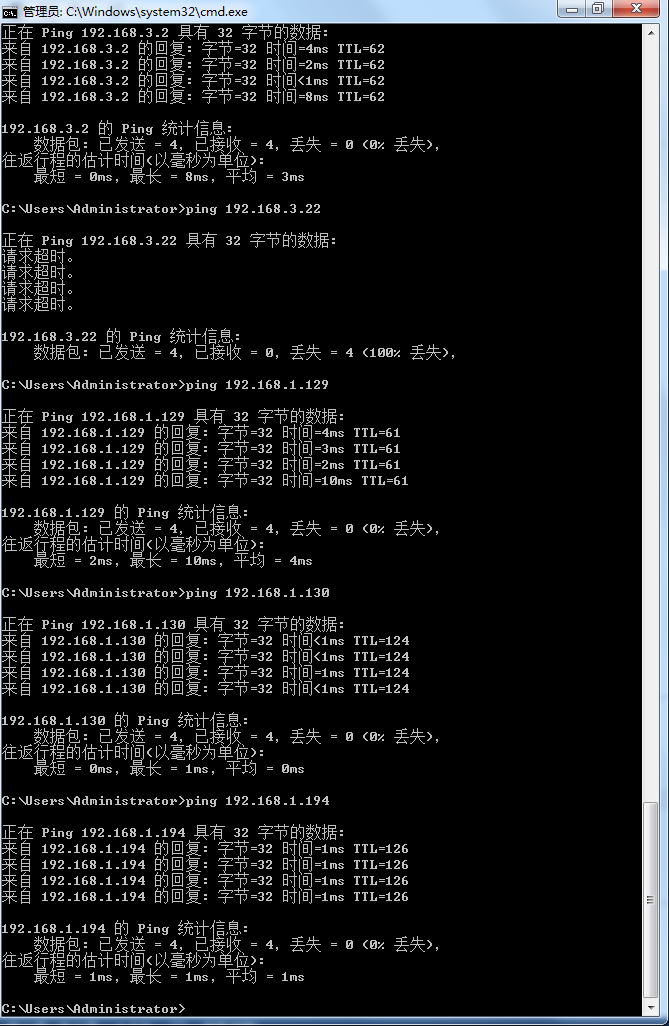 管理员: C:\Windows\system32\cmd.exe
正在 Ping 192.168.3.2 具有 32 字节的数据:
来自 192.168.3.2 的回复: 字节=32 时间=4ms TTL=62
来自 192.168.3.2 的回复: 字节=32 时间=2ms TTL=62
来自 192.168.3.2 的回复: 字节=32 时间<1ms TTL=62
来自 192.168.3.2 的回复: 字节=32 时间=8ms TTL=62
192.168.3.2 的 Ping 统计信息:
数据包: 已发送 = 4, 已接收 = 4, 丢失 = 0 (0% 丢失),
往返行程的估计时间(以毫秒为单位):
最短 = 0ms, 最长 = 8ms, 平均 = 3ms
C:\Users\Administrator>ping 192.168.3.22
正在 Ping 192.168.3.22 具有 32 字节的数据:
请求超时。
请求超时。
请求超时。
请求超时。
192.168.3.22 的 Ping 统计信息:
数据包: 已发送 = 4, 已接收 = 0, 丢失 = 4 (100% 丢失),
C:\Users\Administrator>ping 192.168.1.129
正在 Ping 192.168.1.129 具有 32 字节的数据:
来自 192.168.1.129 的回复: 字节=32 时间=4ms TTL=61
来自 192.168.1.129 的回复: 字节=32 时间=3ms TTL=61
来自 192.168.1.129 的回复: 字节=32 时间=2ms TTL=61
来自 192.168.1.129 的回复: 字节=32 时间=10ms TTL=61
192.168.1.129 的 Ping 统计信息:
数据包: 已发送 = 4, 已接收 = 4, 丢失 = 0 (0% 丢失),
往返行程的估计时间(以毫秒为单位):
最短 = 2ms, 最长 = 10ms, 平均 = 4ms
C:\Users\Administrator>ping 192.168.1.130
正在 Ping 192.168.1.130 具有 32 字节的数据:
来自 192.168.1.130 的回复: 字节=32 时间<1ms TTL=124
来自 192.168.1.130 的回复: 字节=32 时间<1ms TTL=124
来自 192.168.1.130 的回复: 字节=32 时间=1ms TTL=124
来自 192.168.1.130 的回复: 字节=32 时间<1ms TTL=124
192.168.1.130 的 Ping 统计信息:
数据包: 已发送 = 4, 已接收 = 4, 丢失 = 0 (0% 丢失),
往返行程的估计时间(以毫秒为单位):
最短 = 0ms, 最长 = 1ms, 平均 = 0ms
C:\Users\Administrator>ping 192.168.1.194
正在 Ping 192.168.1.194 具有 32 字节的数据:
来自 192.168.1.194 的回复: 字节=32 时间=1ms TTL=126
来自 192.168.1.194 的回复: 字节=32 时间=1ms TTL=126
来自 192.168.1.194 的回复: 字节=32 时间=1ms TTL=126
来自 192.168.1.194 的回复: 字节=32 时间=1ms TTL=126
192.168.1.194 的 Ping 统计信息:
数据包: 已发送 = 4, 已接收 = 4, 丢失 = 0 (0% 丢失),
往返行程的估计时间(以毫秒为单位):
最短 = 1ms, 最长 = 1ms, 平均 = 1ms
C:\Users\Administrator>